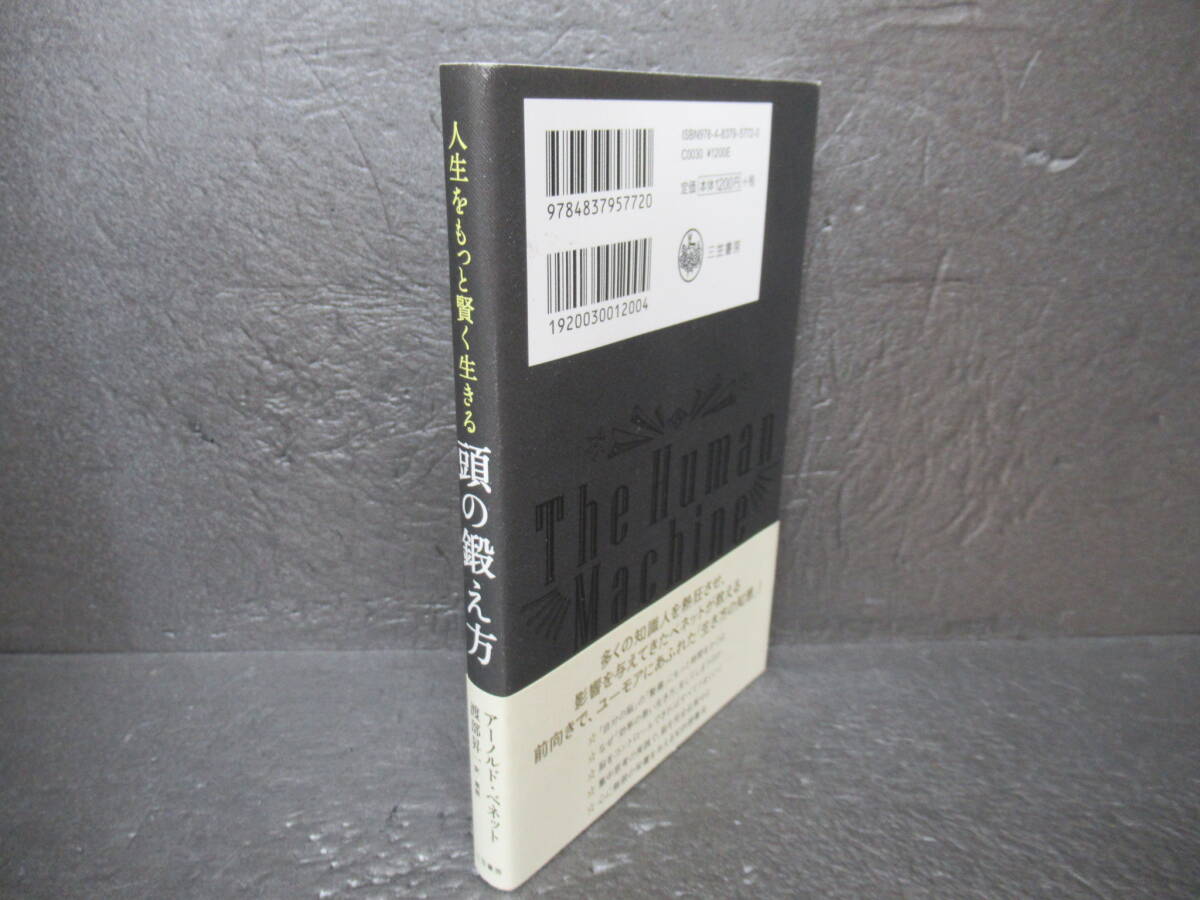 人生をもっと賢く生きる 頭の鍛え方
アーノルド・ベネット
渡部昇一
ISBN978-4-8379-5772-0
C0030 ¥1200E
定価 本体1200円 +税
9784837957720
三笠書房
1920030012004
The Human
Machine
多くの知識人を熱狂させ、
影響を与えてきたベネットが教える
前向きで、ユーモアにあふれた「生き方の知恵」!